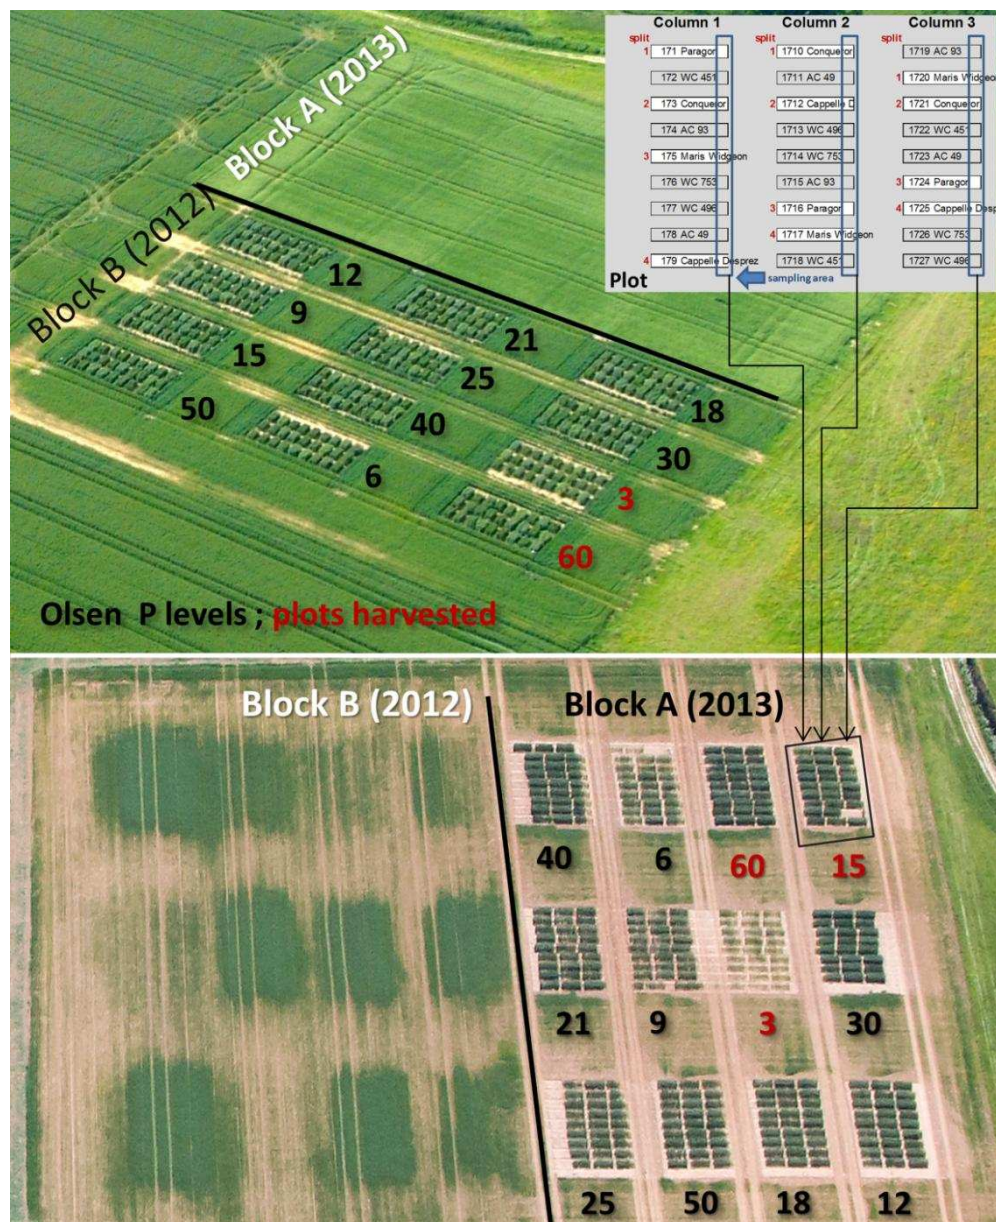 Column 1
split
1 171 Paragon
172 WC 451
2 173 Conqueror
174 AC 93
3 175 Maris Widgeon
176 WC 753
177 WC 496
178 AC 49
4 179 Cappelle Desprez
Column 2
split
1 1710 Conqueror
1711 AC 49
2 1712 Cappelle D
1713 WC 496
1714 WC 753
1715 AC 93
3 1716 Paragon
4 1717 Maris Widgeon
1718 WC 451
Column 3
split
1719 AC 93
1 1720 Maris Widgeo
2 1721 Conqueror
1722 WC 451
1723 AC 49
3 1724 Paragon
4 1725 Cappelle Desp
1726 WC 753
1727 WC 496
Plot
sampling area
Block A (2013)
Block B (2012)
12
9
21
15
25
50
18
40
30
6
3
60
Olsen P levels ; plots harvested
Block B (2012)
Block A (2013)
40 6 60 15
21 9 3 30
25 50 18 12